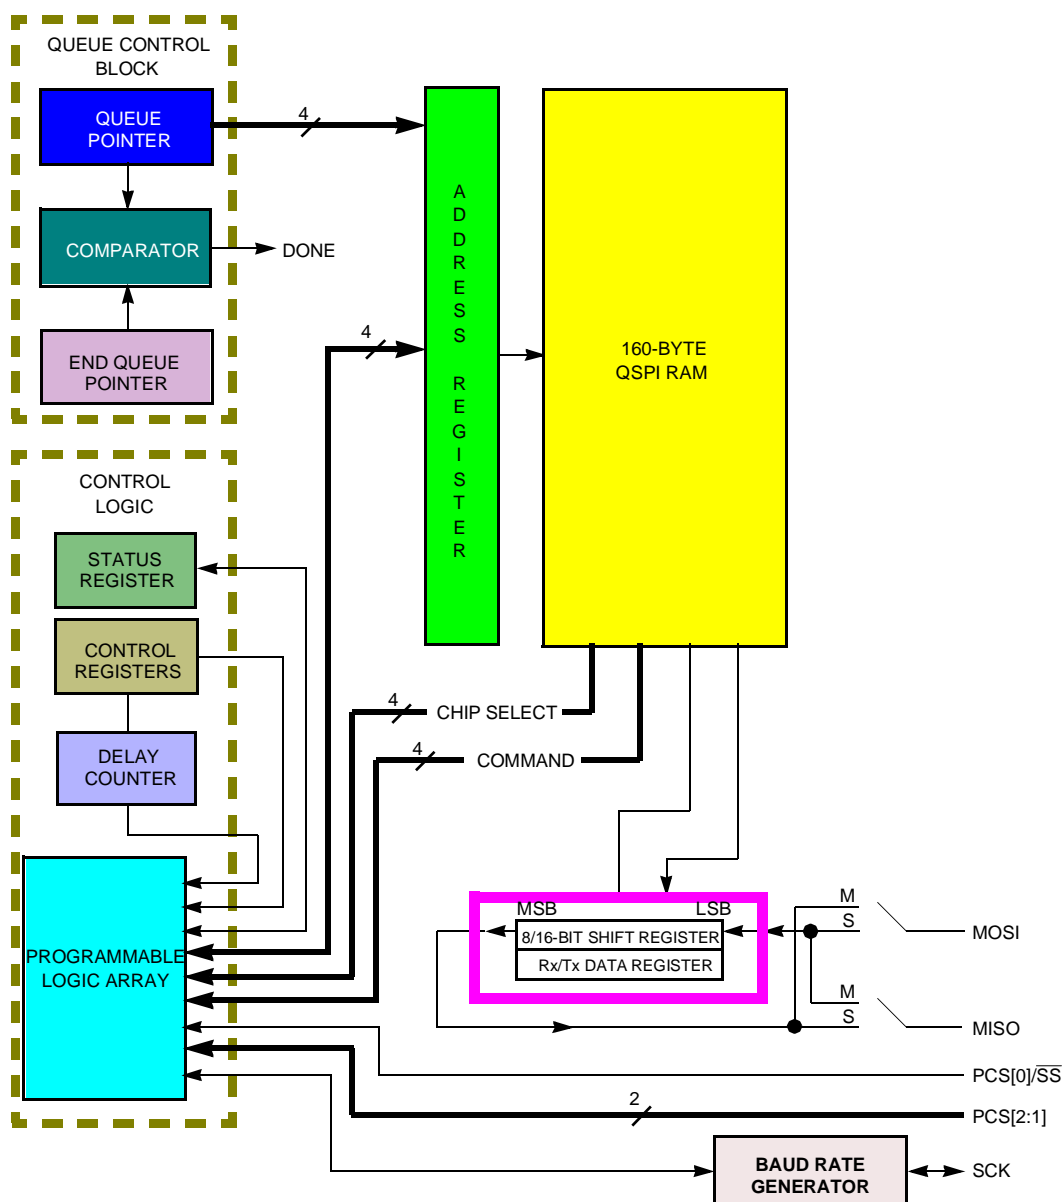 QUEUE CONTROL
BLOCK
QUEUE
POINTER
4
COMPARATOR
DONE
END QUEUE
POINTER
4
ADDRESS REGISTER
160-BYTE
QSPI RAM
CONTROL
LOGIC
STATUS
REGISTER
CONTROL
REGISTERS
DELAY
COUNTER
4
CHIP SELECT
4
COMMAND
PROGRAMMABLE
LOGIC ARRAY
MSB
LSB
8/16-BIT SHIFT REGISTER
Rx/Tx DATA REGISTER
M
S
MOSI
M
S
MISO
PCS[0]/S̅S̅
2
PCS[2:1]
BAUD RATE
GENERATOR
SCK